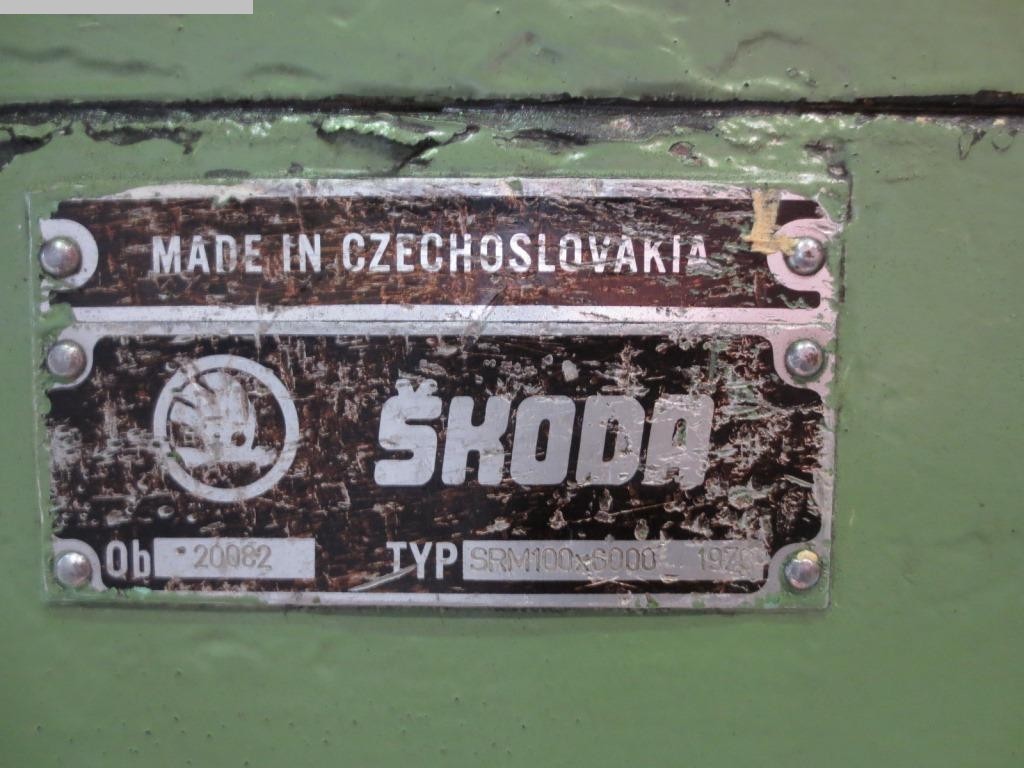 MADE IN CZECHOSLOVAKIA
ŠKODA
Ob 20082 TYP SRM100x6000